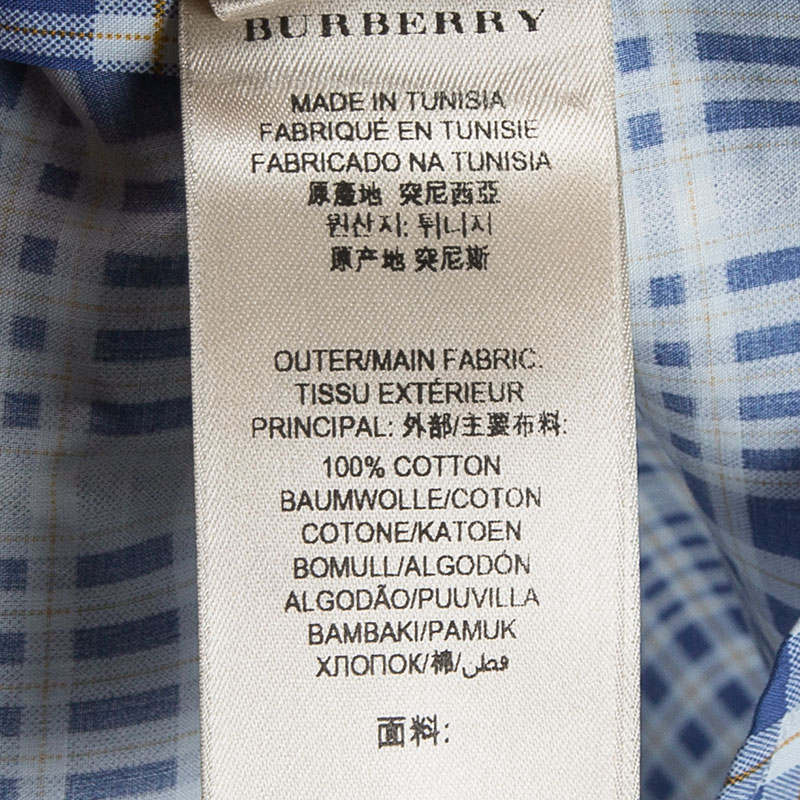 BURBERRY
MADE IN TUNISIA
FABRIQUÉ EN TUNISIE
FABRICADO NA TUNISIA
原產地 突尼西亞
원산지: 튀니지
原产地 突尼斯
OUTER/MAIN FABRIC.
TISSU EXTÉRIEUR
PRINCIPAL: 外部/主要布料:
100% COTTON
BAUMWOLLE/COTON
COTONE/KATOEN
BOMULL/ALGODÓN
ALGODÃO/PUUVILLA
BAMBAKI/PAMUK
ХЛОПОК/棉/قطن
面料: